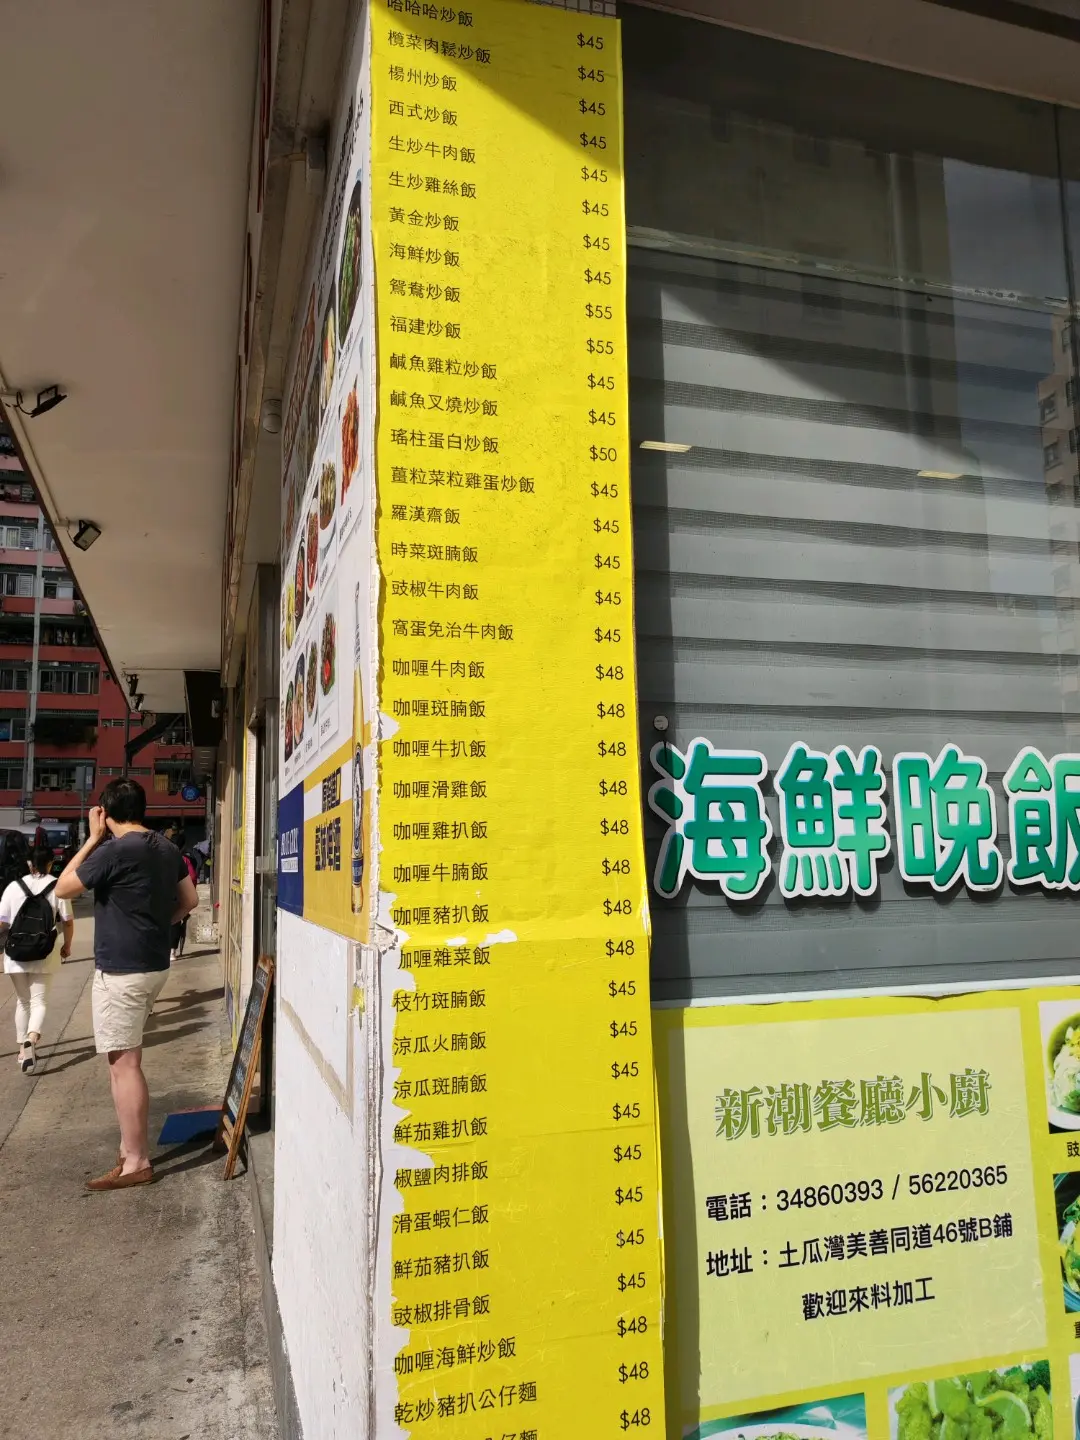 哈哈哈炒飯 $45
欖菜肉鬆炒飯 $45
楊州炒飯 $45
西式炒飯 $45
生炒牛肉飯 $45
生炒雞絲飯 $45
黃金炒飯 $45
海鮮炒飯 $45
鴛鴦炒飯 $55
福建炒飯 $55
鹹魚雞粒炒飯 $45
鹹魚叉燒炒飯 $45
瑤柱蛋白炒飯 $50
薑粒菜粒雞蛋炒飯 $45
羅漢齋飯 $45
時菜斑腩飯 $45
豉椒牛肉飯 $45
窩蛋免治牛肉飯 $45
咖喱牛肉飯 $48
咖喱斑腩飯 $48
咖喱牛扒飯 $48
咖喱滑雞飯 $48
咖喱雞扒飯 $48
咖喱牛腩飯 $48
咖喱豬扒飯 $48
咖喱雜菜飯 $48
枝竹斑腩飯 $45
涼瓜火腩飯 $45
涼瓜斑腩飯 $45
鮮茄雞扒飯 $45
椒鹽肉排飯 $45
滑蛋蝦仁飯 $45
鮮茄豬扒飯 $45
豉椒排骨飯 $45
咖喱海鮮炒飯 $48
乾炒豬扒公仔麵 $48
公仔麵 $48
海鮮晚飯
新潮餐廳小廚
電話：34860393 / 56220365
地址：土瓜灣美善同道46號B鋪
歡迎來料加工